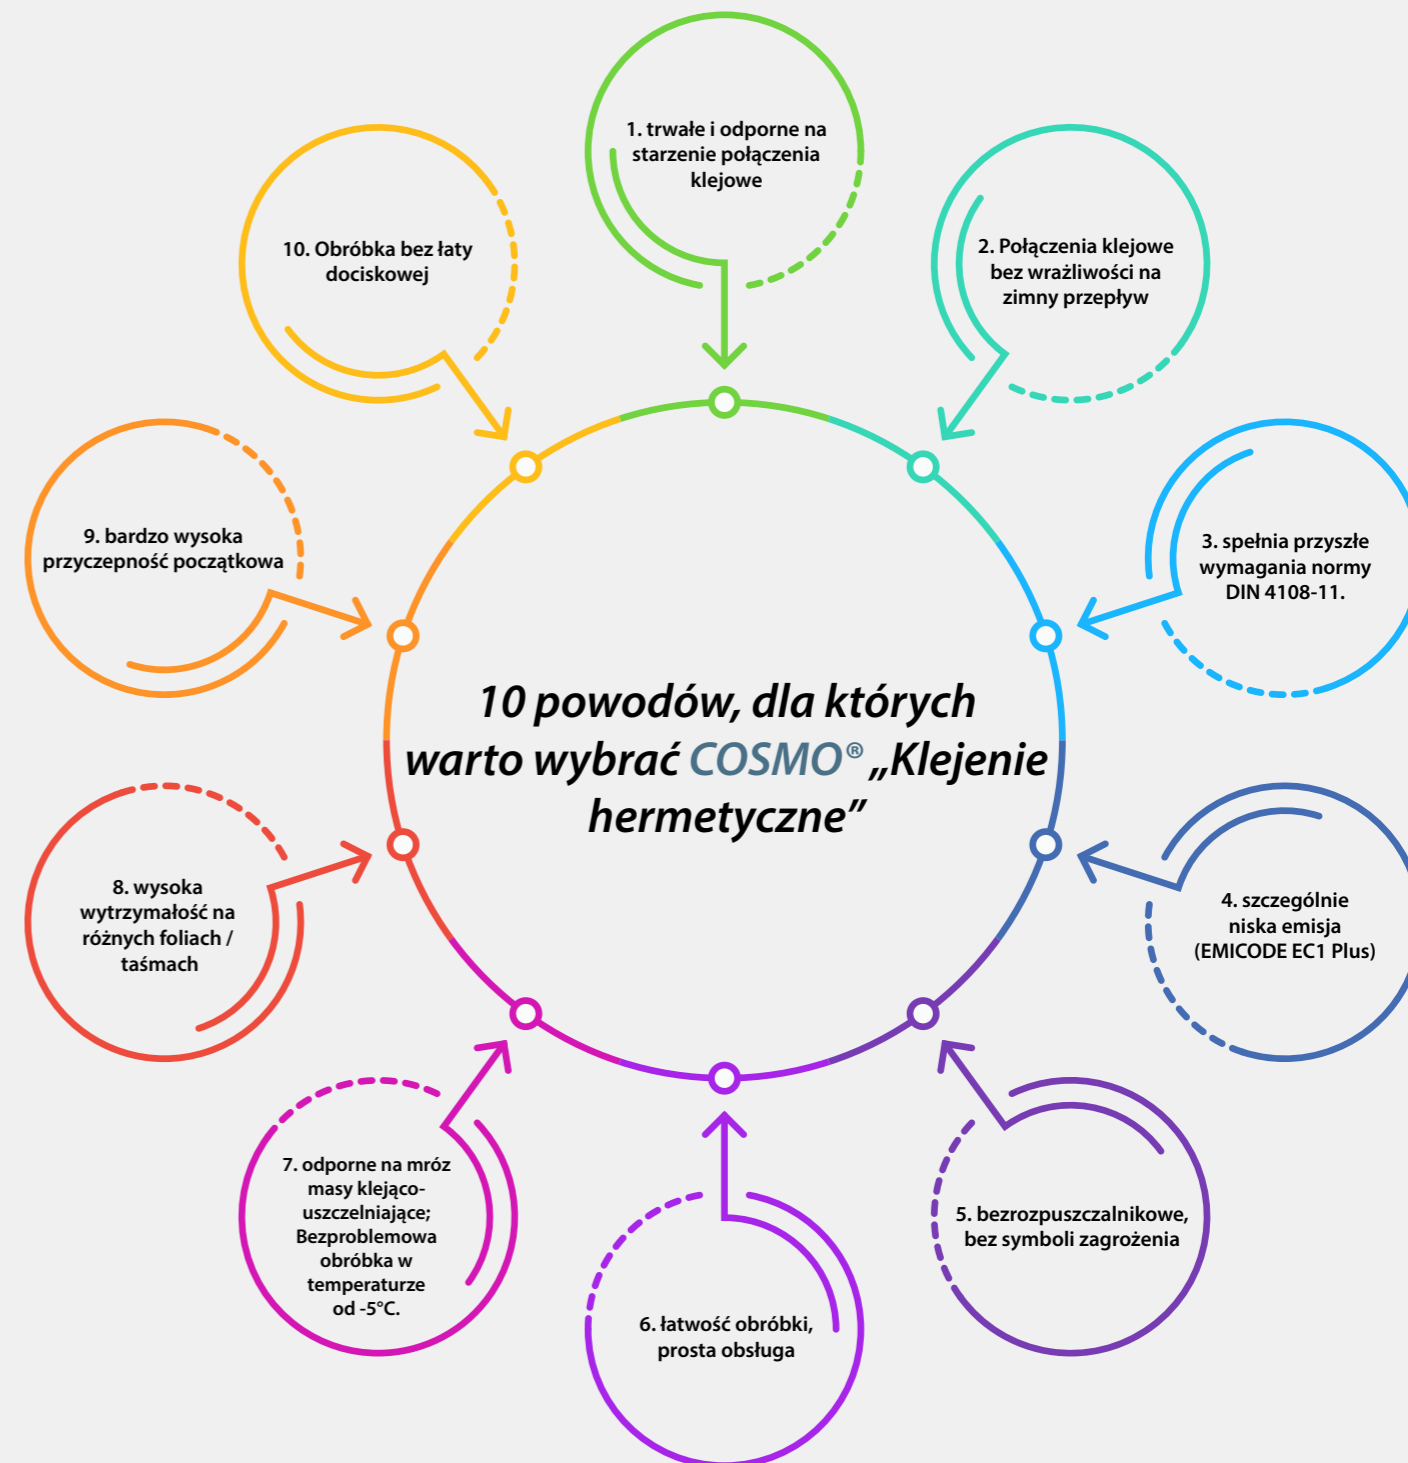 1. trwałe i odporne na
starzenie połączenia
klejowe
2. Połączenia klejowe
bez wrażliwości na
zimny przepływ
3. spełnia przyszłe
wymagania normy
DIN 4108-11.
4. szczególnie
niska emisja
(EMICODE EC1 Plus)
5. bezrozpuszczalnikowe,
bez symboli zagrożenia
6. łatwość obróbki,
prosta obsługa
7. odporne na mróz
masy klejąco-
uszczelniające;
Bezproblemowa
obróbka w
temperaturze
od -5°C.
8. wysoka
wytrzymałość na
różnych foliach /
taśmach
9. bardzo wysoka
przyczepność początkowa
10. Obróbka bez łaty
dociskowej
10 powodów, dla których
warto wybrać COSMO® „Klejenie
hermetyczne”